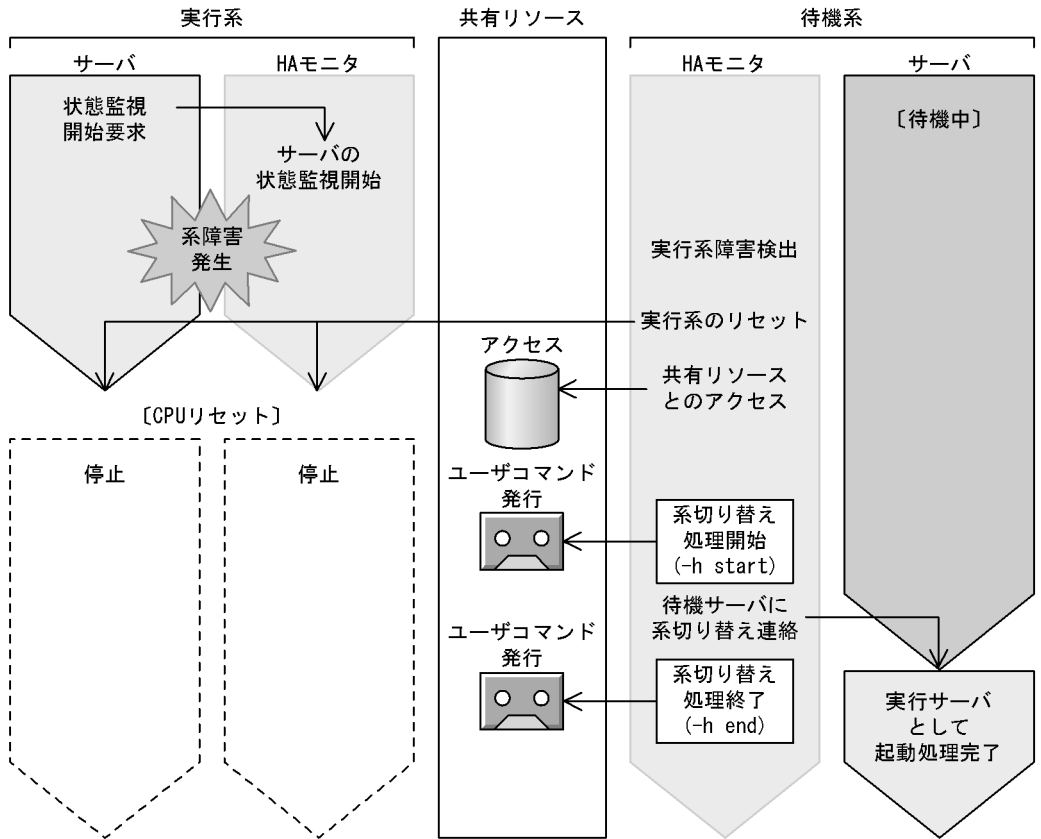 実行系
共有リソース
待機系
サーバ
HAモニタ
HAモニタ
サーバ
状態監視
開始要求
サーバの
状態監視開始
〔待機中〕
系障害
発生
実行系障害検出
実行系のリセット
アクセス
共有リソース
とのアクセス
〔CPUリセット〕
停止
停止
ユーザコマンド
発行
系切り替え
処理開始
(-h start)
待機サーバに
系切り替え連絡
ユーザコマンド
発行
系切り替え
処理終了
(-h end)
実行サーバ
として
起動処理完了